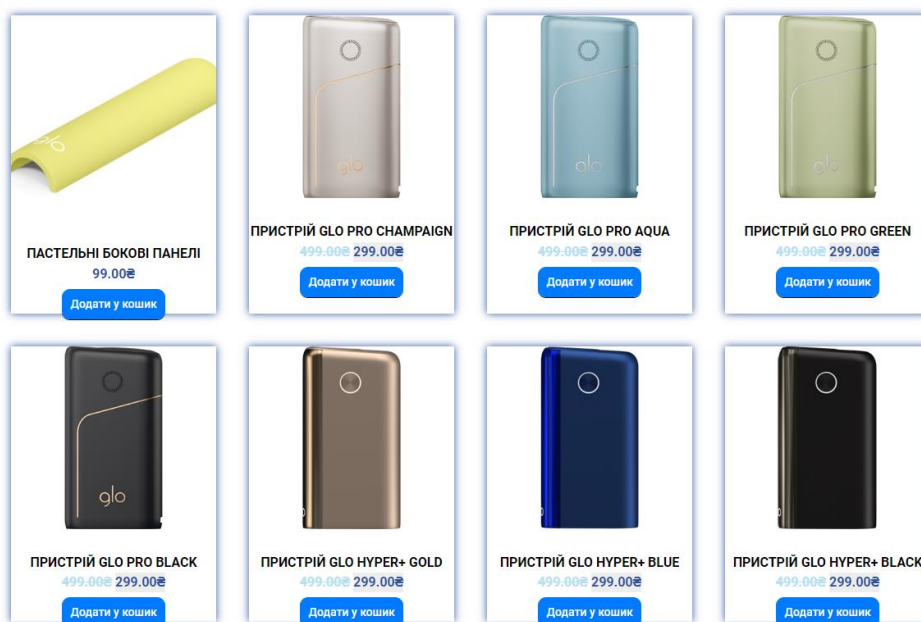 glo
ПАСТЕЛЬНІ БОКОВІ ПАНЕЛІ
99.00₴
Додати у кошик
glo
ПРИСТРІЙ GLO PRO CHAMPAIGN
499.00₴ 299.00₴
Додати у кошик
glo
ПРИСТРІЙ GLO PRO AQUA
499.00₴ 299.00₴
Додати у кошик
glo
ПРИСТРІЙ GLO PRO GREEN
499.00₴ 299.00₴
Додати у кошик
glo
ПРИСТРІЙ GLO PRO BLACK
499.00₴ 299.00₴
Додати у кошик
ПРИСТРІЙ GLO HYPER+ GOLD
499.00₴ 299.00₴
Додати у кошик
ПРИСТРІЙ GLO HYPER+ BLUE
499.00₴ 299.00₴
Додати у кошик
ПРИСТРІЙ GLO HYPER+ BLACK
499.00₴ 299.00₴
Додати у кошик